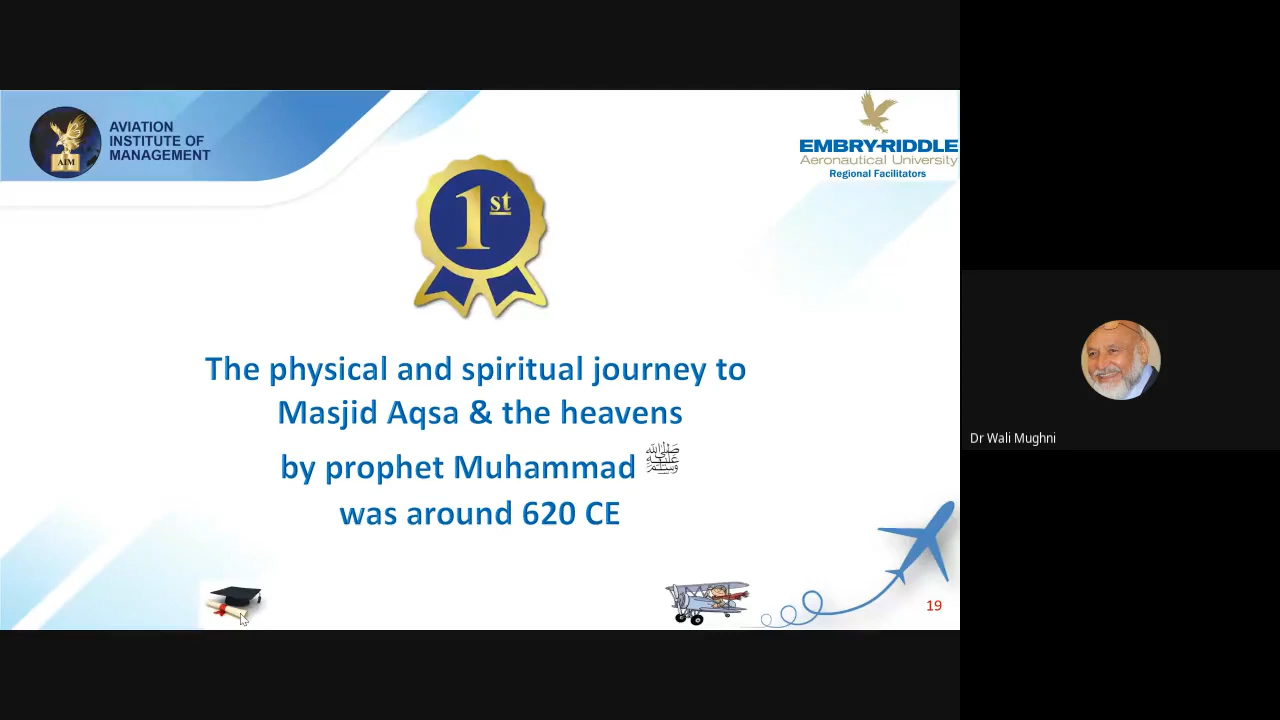 AVIATION
INSTITUTE OF
MANAGEMENT
AIM
EMBRY-RIDDLE
Aeronautical University
Regional Facilitators
1st
The physical and spiritual journey to
Masjid Aqsa & the heavens
by prophet Muhammad ﷺ
was around 620 CE
Dr Wali Mughni
19